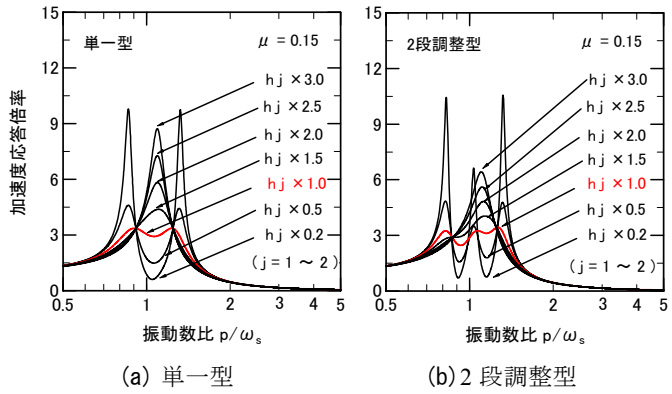 15
12
9
6
3
0
加速度応答倍率
単一型
μ = 0.15
hj ×3.0
hj ×2.5
hj ×2.0
hj ×1.5
hj ×1.0
hj ×0.5
hj ×0.2
(j=1～2)
0.5 1 2 3 4 5
振動数比 p/ωs
(a) 単一型
15
12
9
6
3
0
2段調整型
μ = 0.15
hj ×3.0
hj ×2.5
hj ×2.0
hj ×1.5
hj ×1.0
hj ×0.5
hj ×0.2
(j=1～2)
0.5 1 2 3 4 5
振動数比 p/ωs
(b) 2 段調整型